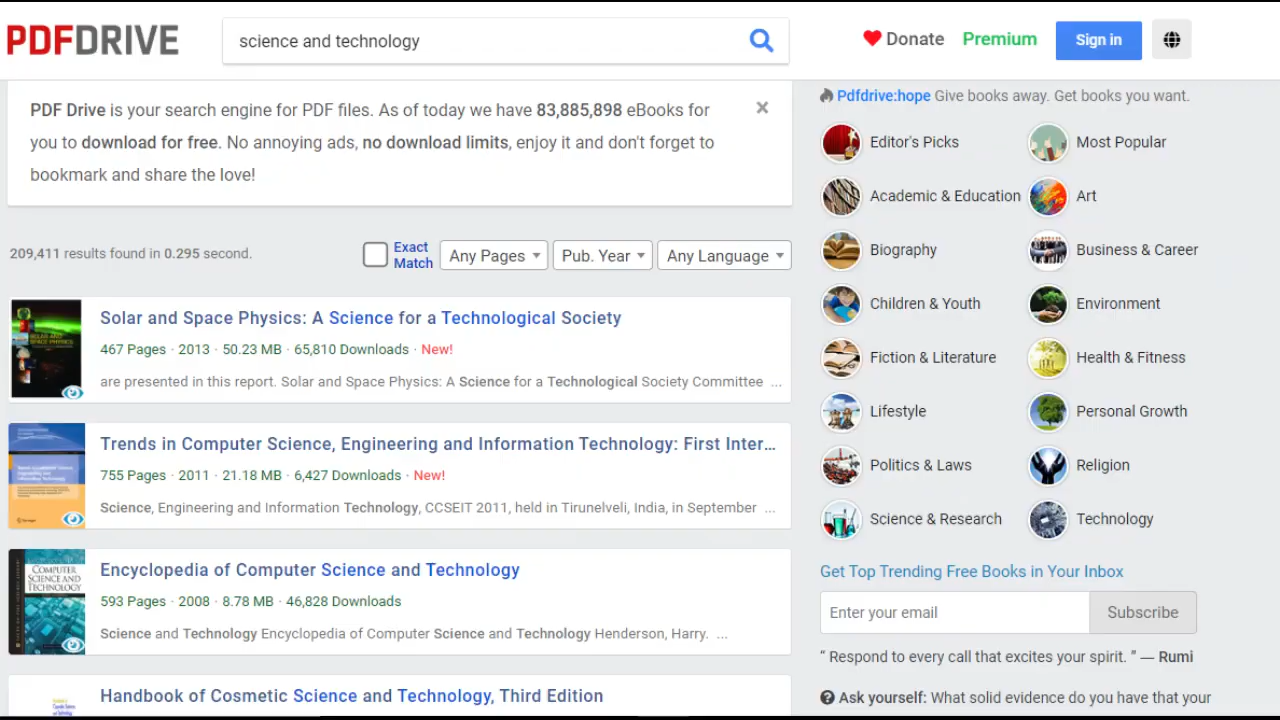 PDFDRIVE
science and technology
Donate
Premium
Sign in
PDF Drive is your search engine for PDF files. As of today we have 83,885,898 eBooks for
you to download for free. No annoying ads, no download limits, enjoy it and don't forget to
bookmark and share the love!
×
209,411 results found in 0.295 second.
Exact
Match
Any Pages
Pub. Year
Any Language
Solar and Space Physics: A Science for a Technological Society
467 Pages · 2013 · 50.23 MB · 65,810 Downloads · New!
are presented in this report. Solar and Space Physics: A Science for a Technological Society Committee ...
Trends in Computer Science, Engineering and Information Technology: First Inter...
755 Pages · 2011 · 21.18 MB · 6,427 Downloads · New!
Science, Engineering and Information Technology, CCSEIT 2011, held in Tirunelveli, India, in September ...
COMPUTER
SCIENCE AND
TECHNOLOGY
Encyclopedia of Computer Science and Technology
593 Pages · 2008 · 8.78 MB · 46,828 Downloads
Science and Technology Encyclopedia of Computer Science and Technology Henderson, Harry. ...
Handbook of Cosmetic Science and Technology, Third Edition
Pdfdrive:hope Give books away. Get books you want.
Editor's Picks
Most Popular
Academic & Education
Art
Biography
Business & Career
Children & Youth
Environment
Fiction & Literature
Health & Fitness
Lifestyle
Personal Growth
Politics & Laws
Religion
Science & Research
Technology
Get Top Trending Free Books in Your Inbox
Enter your email
Subscribe
“ Respond to every call that excites your spirit. ” — Rumi
Ask yourself: What solid evidence do you have that your